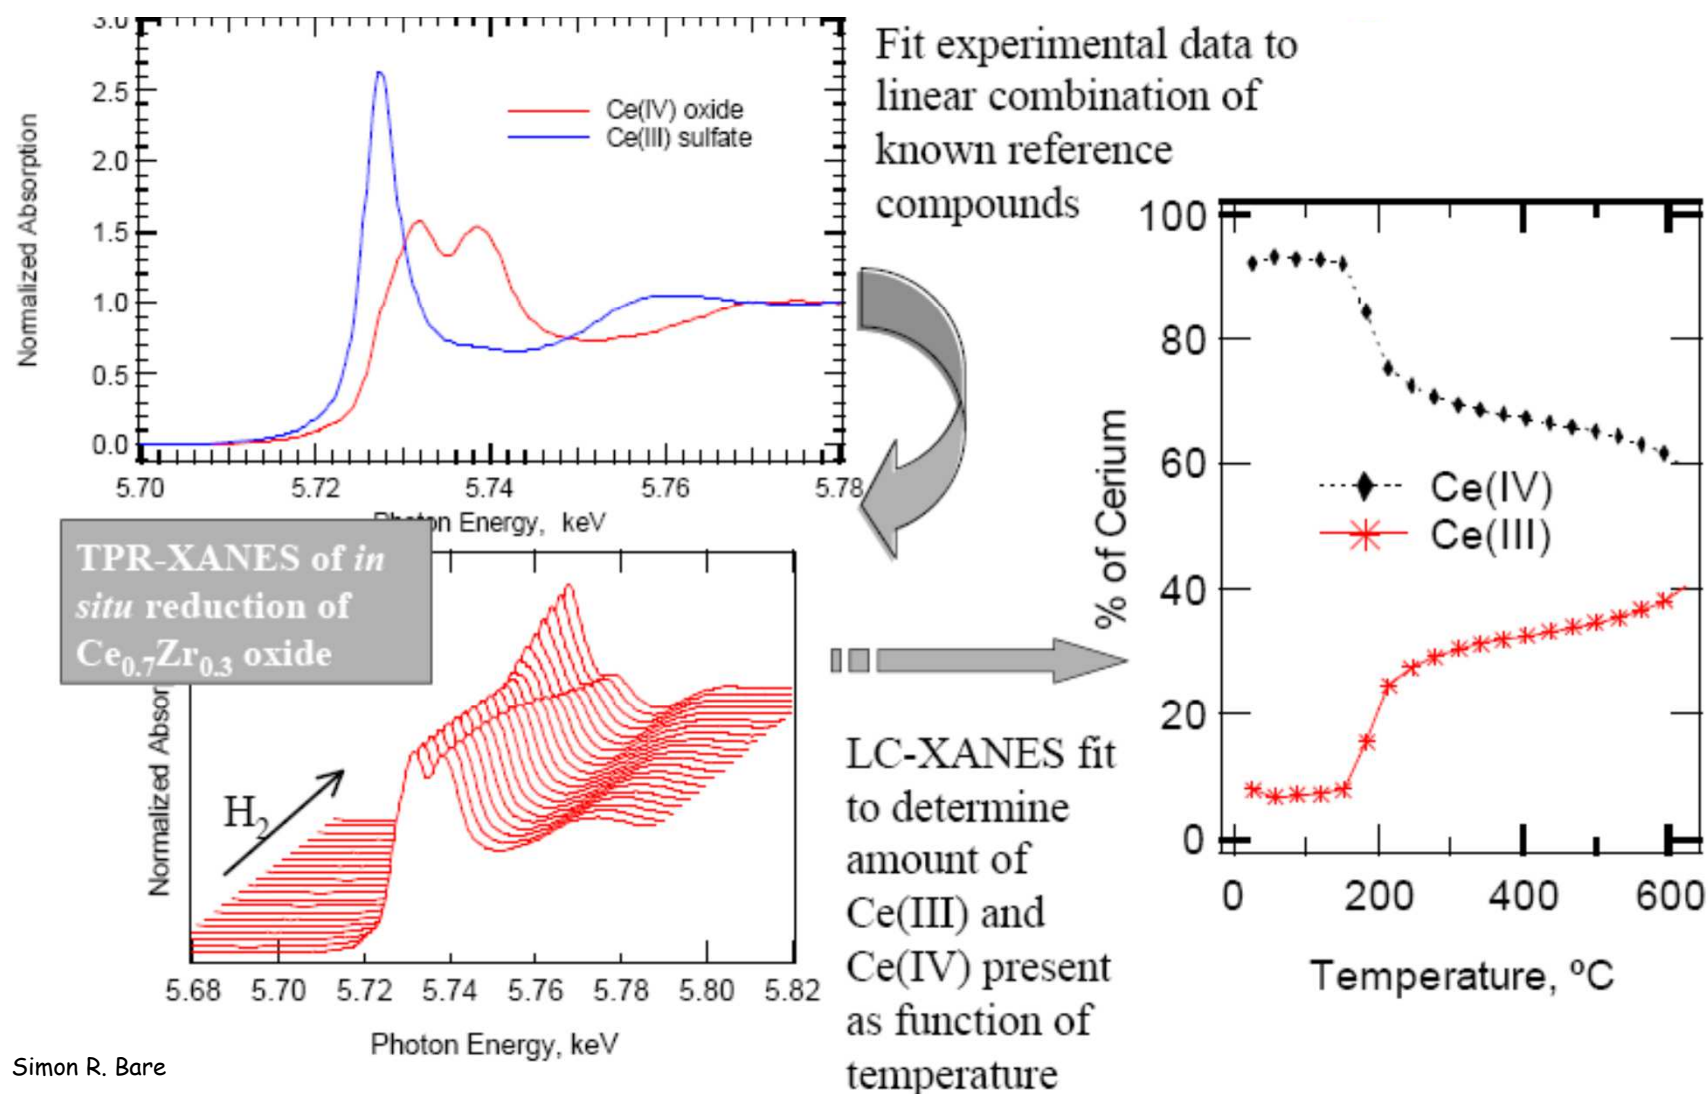 3.0
2.5
2.0
1.5
1.0
0.5
0.0
Normalized Absorption
Ce(IV) oxide
Ce(III) sulfate
5.70 5.72 5.74 5.76 5.78
Photon Energy, keV
Fit experimental data to
linear combination of
known reference
compounds
TPR-XANES of in
situ reduction of
Ce0.7Zr0.3 oxide
Normalized Absor
H2
5.68 5.70 5.72 5.74 5.76 5.78 5.80 5.82
Photon Energy, keV
LC-XANES fit
to determine
amount of
Ce(III) and
Ce(IV) present
as function of
temperature
100
80
60
40
20
0
% of Cerium
Ce(IV)
Ce(III)
0 200 400 600
Temperature, ºC
Simon R. Bare